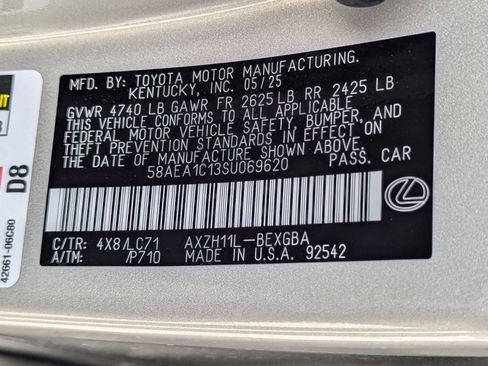 MFD. BY: TOYOTA MOTOR MANUFACTURING.
KENTUCKY, INC. 05/25
GVWR 4740 LB GAWR FR 2625 LB RR 2425 LB
THIS VEHICLE CONFORMS TO ALL APPLICABLE
FEDERAL MOTOR VEHICLE SAFETY, BUMPER, AND
THEFT PREVENTION STANDARDS IN EFFECT ON
THE DATE OF MANUFACTURE SHOWN ABOVE.
58AEA1C13SU069620 PASS. CAR
C/TR: 4X8/LC71 AXZH11L-BEXGBA
A/TM: /P710 MADE IN U.S.A. 92542
D8
42661-06C80